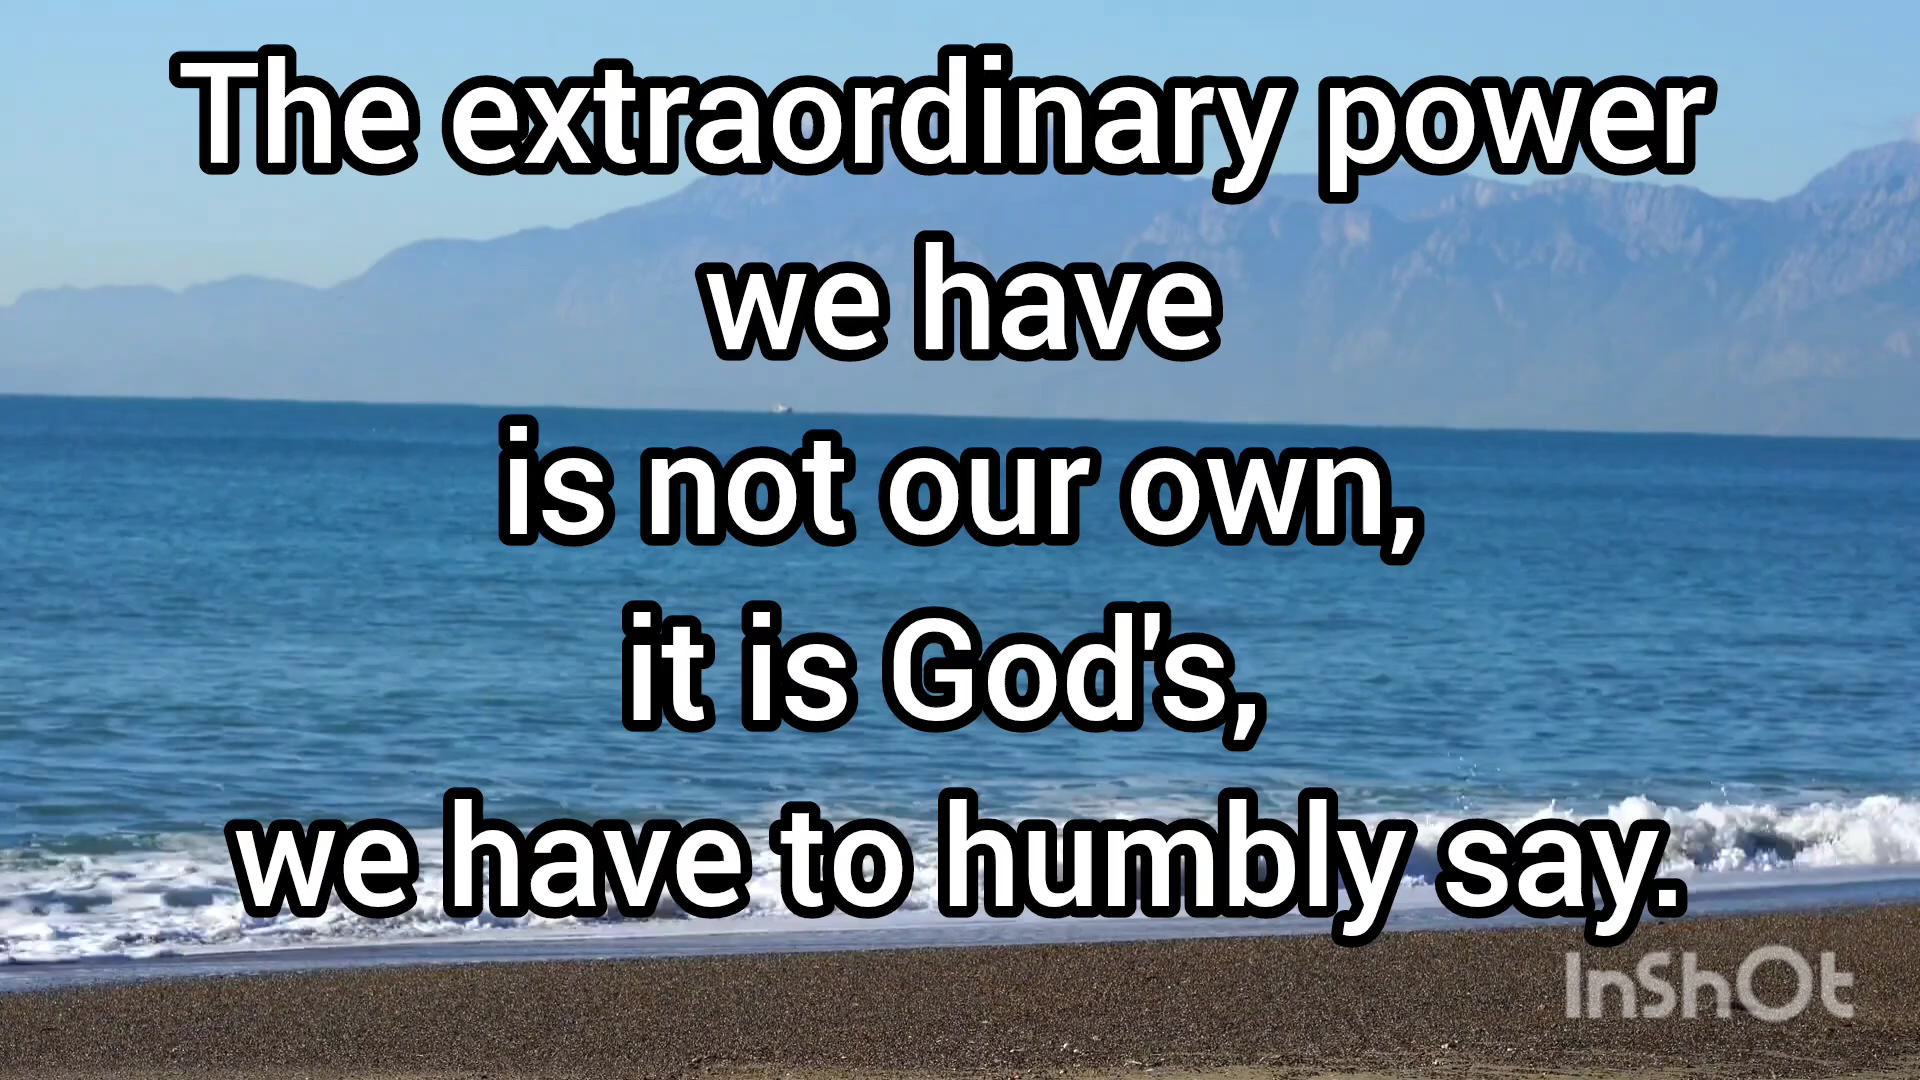 The extraordinary power
we have
is not our own,
it is God's,
we have to humbly say.
InShOt